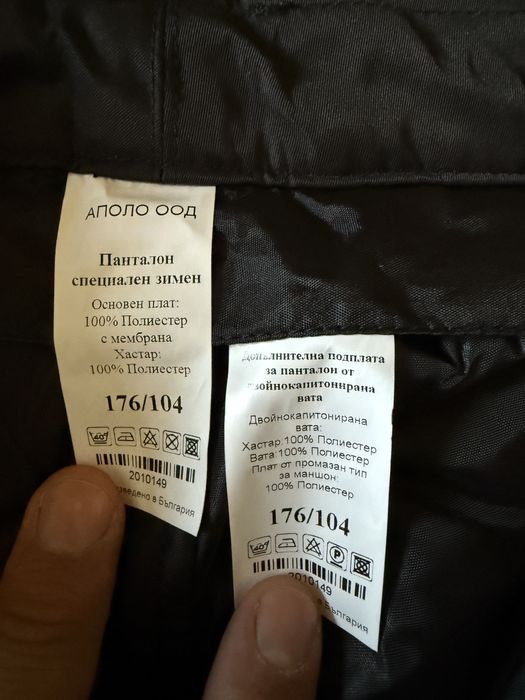 АПОЛО ООД
Панталон
специален зимен
Основен плат:
100% Полиестер
с мембрана
Хастар:
100% Полиестер
176/104
2010149
в България
Допълнителна подплата
за панталон от
двойнокапитонирана
вата
Двойнокапитонирана
вата:
Хастар:100% Полиестер
Вата:100% Полиестер
Плат от промазан тип
за маншон:
100% Полиестер
176/104
2010149
в България